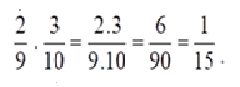 2/9 . 3/10 = 2.3/9.10 = 6/90 = 1/15 .